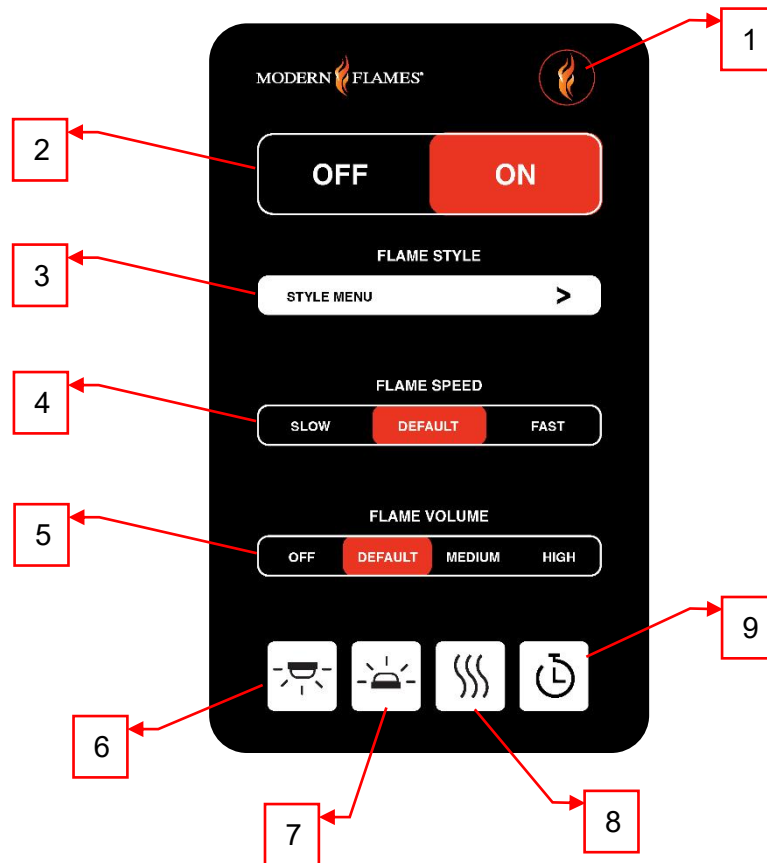 1
MODERN FLAMES®
2
OFF ON
FLAME STYLE
3
STYLE MENU >
FLAME SPEED
4
SLOW DEFAULT FAST
FLAME VOLUME
5
OFF DEFAULT MEDIUM HIGH
9
6
7
8